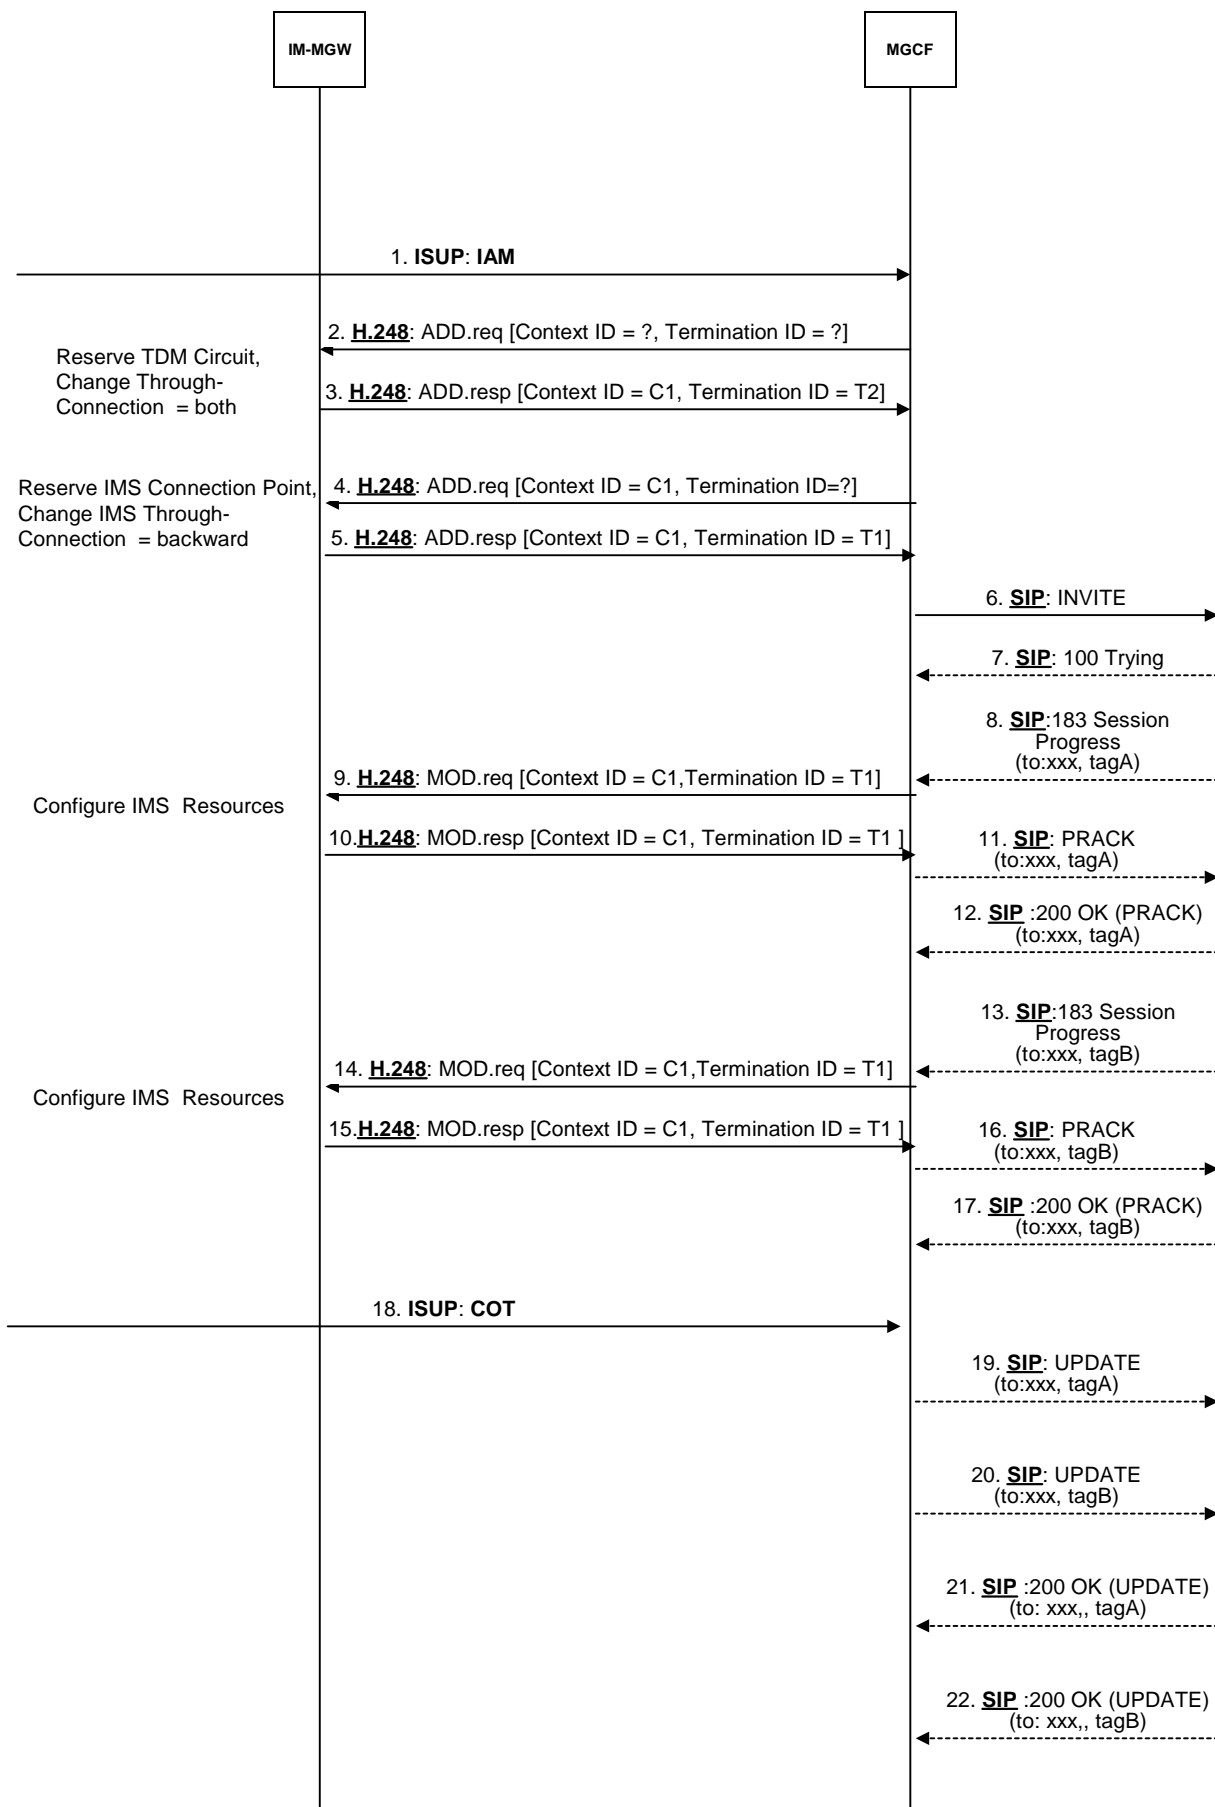 IM-MGW
MGCF
1. ISUP: IAM
2. H.248: ADD.req [Context ID = ?, Termination ID = ?]
Reserve TDM Circuit,
Change Through-
Connection = both
3. H.248: ADD.resp [Context ID = C1, Termination ID = T2]
Reserve IMS Connection Point,
Change IMS Through-
Connection = backward
4. H.248: ADD.req [Context ID = C1, Termination ID=?]
5. H.248: ADD.resp [Context ID = C1, Termination ID = T1]
6. SIP: INVITE
7. SIP: 100 Trying
8. SIP:183 Session
Progress
(to:xxx, tagA)
9. H.248: MOD.req [Context ID = C1,Termination ID = T1]
Configure IMS Resources
10.H.248: MOD.resp [Context ID = C1, Termination ID = T1 ]
11. SIP: PRACK
(to:xxx, tagA)
12. SIP :200 OK (PRACK)
(to:xxx, tagA)
13. SIP:183 Session
Progress
(to:xxx, tagB)
14. H.248: MOD.req [Context ID = C1,Termination ID = T1]
Configure IMS Resources
15.H.248: MOD.resp [Context ID = C1, Termination ID = T1 ]
16. SIP: PRACK
(to:xxx, tagB)
17. SIP :200 OK (PRACK)
(to:xxx, tagB)
18. ISUP: COT
19. SIP: UPDATE
(to:xxx, tagA)
20. SIP: UPDATE
(to:xxx, tagB)
21. SIP :200 OK (UPDATE)
(to: xxx,, tagA)
22. SIP :200 OK (UPDATE)
(to: xxx,, tagB)